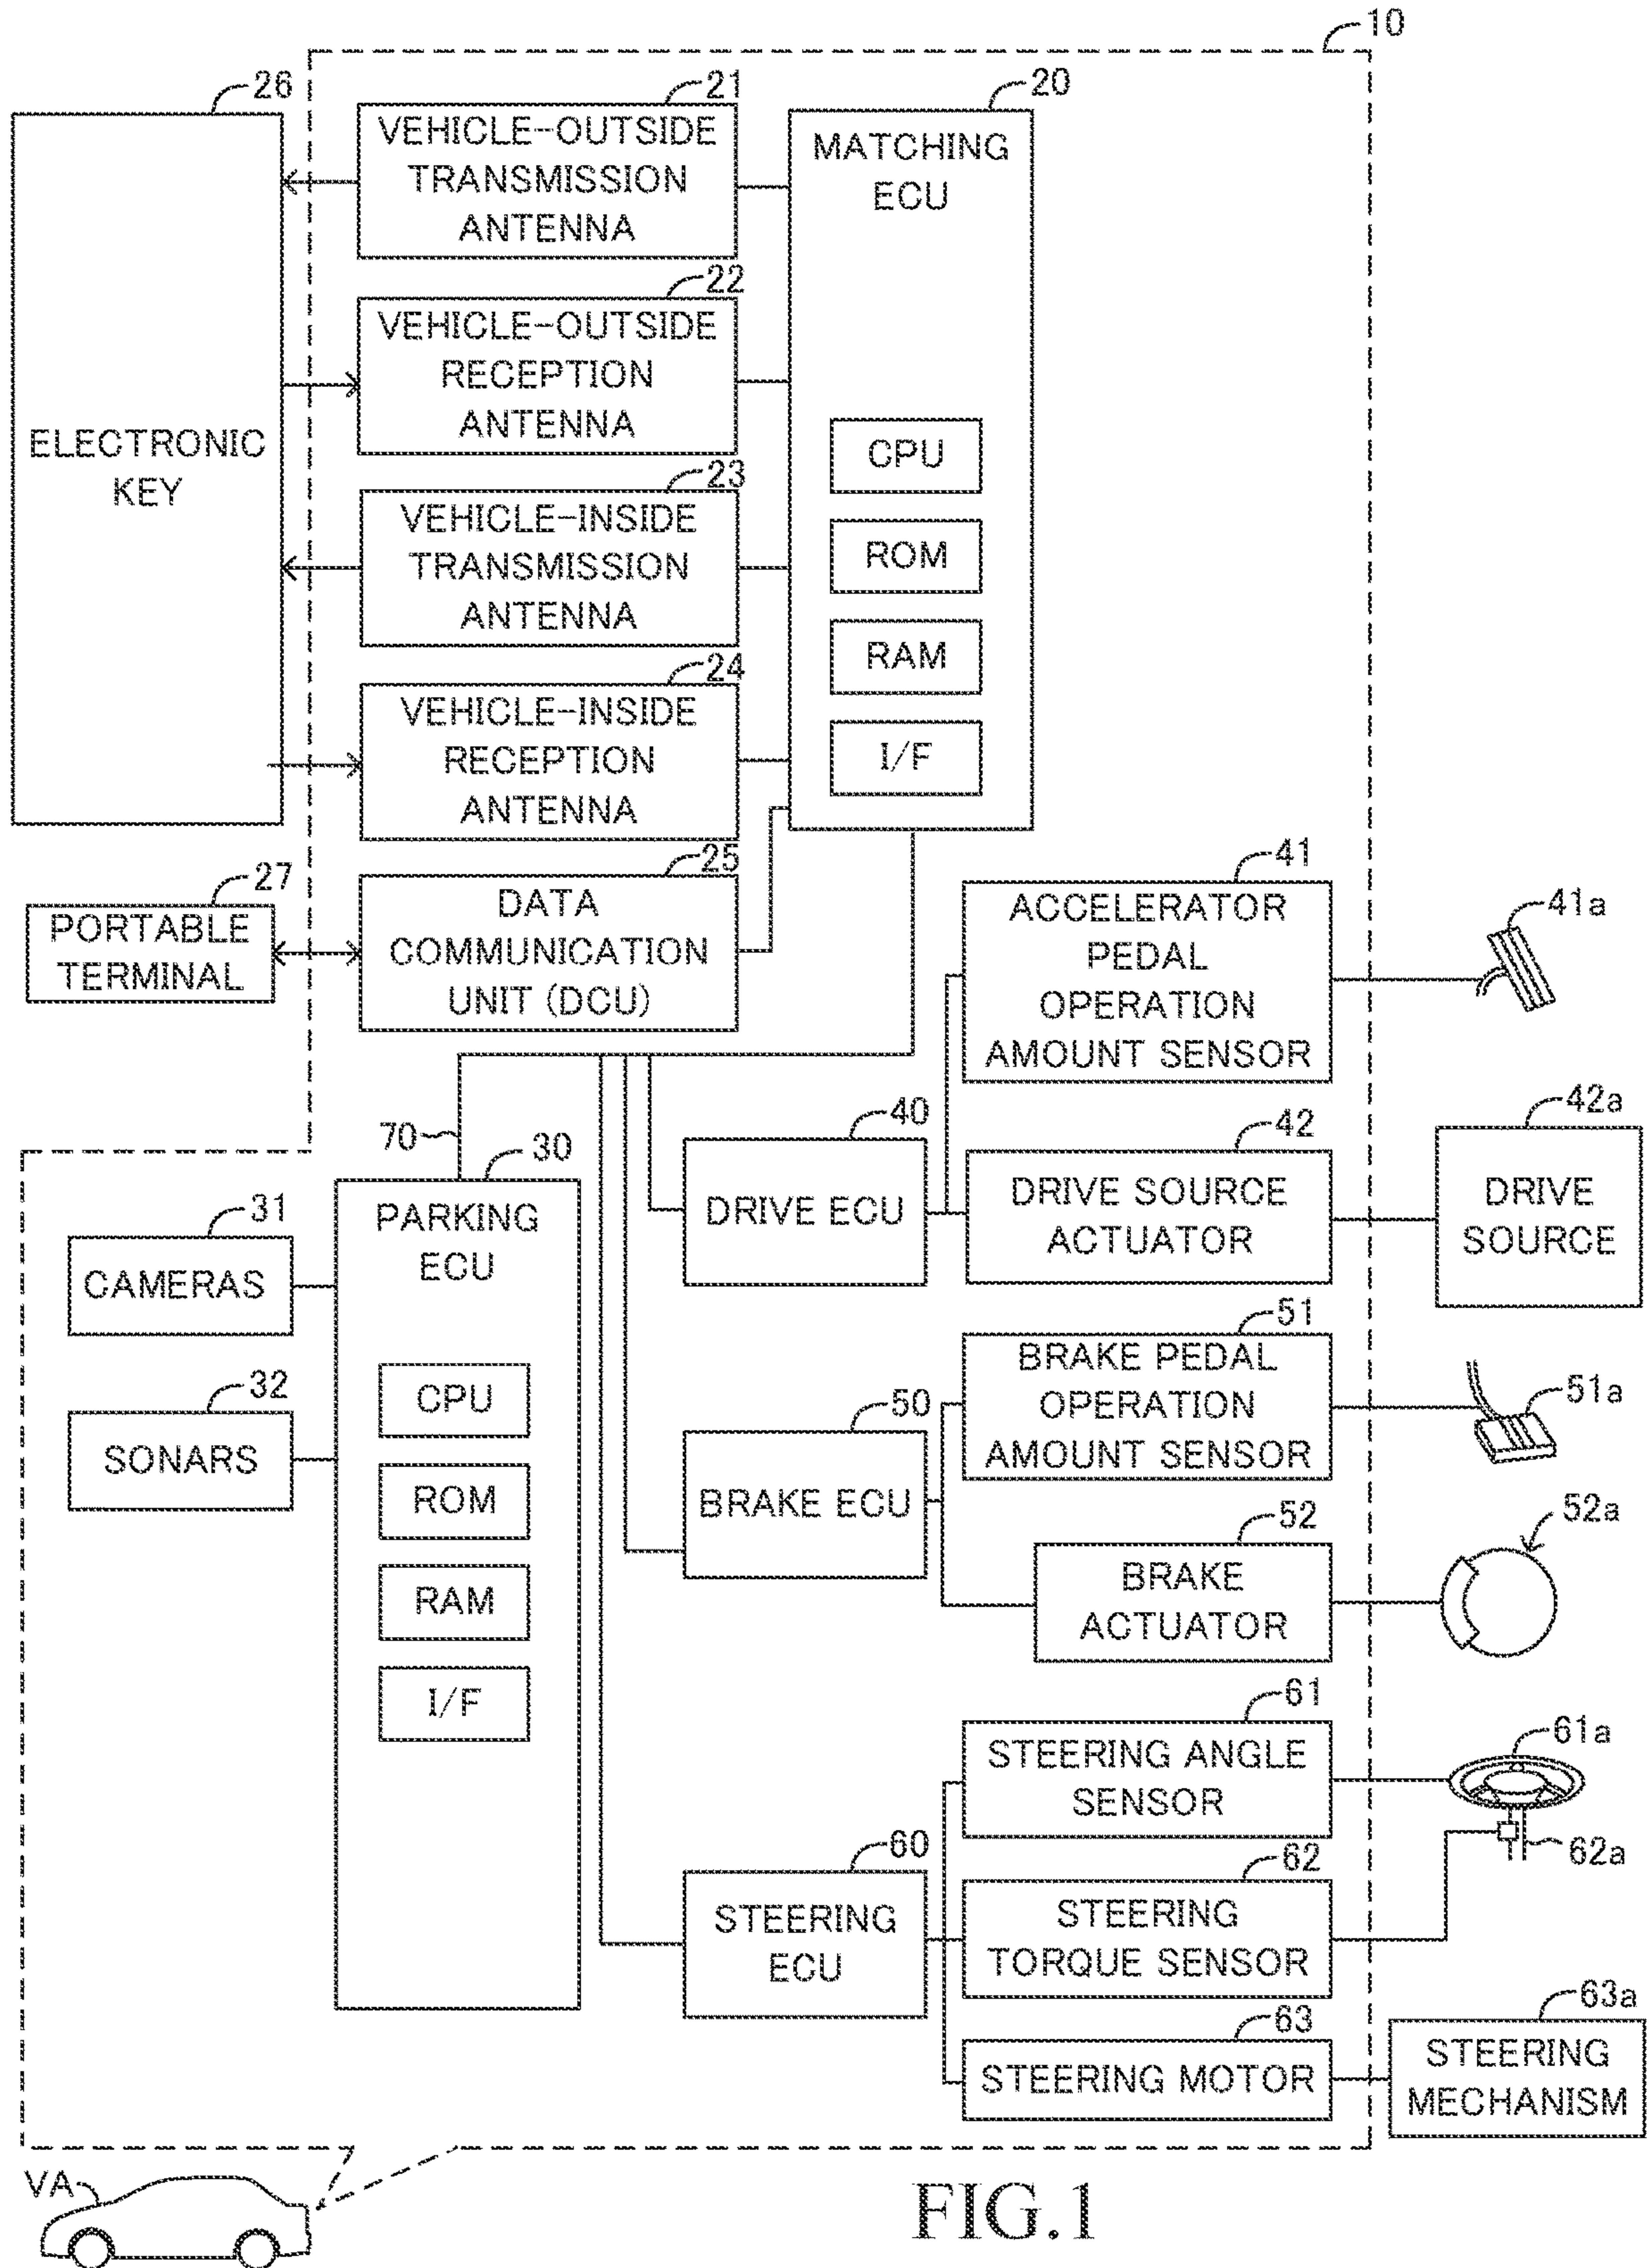 10
26
21
20
VEHICLE-OUTSIDE
TRANSMISSION
ANTENNA
MATCHING
ECU
22
VEHICLE-OUTSIDE
RECEPTION
ANTENNA
ELECTRONIC
KEY
CPU
23
VEHICLE-INSIDE
TRANSMISSION
ANTENNA
ROM
RAM
24
VEHICLE-INSIDE
RECEPTION
ANTENNA
I/F
27
PORTABLE
TERMINAL
25
DATA
COMMUNICATION
UNIT (DCU)
41
ACCELERATOR
PEDAL
OPERATION
AMOUNT SENSOR
41a
70
30
PARKING
ECU
40
DRIVE ECU
42
DRIVE SOURCE
ACTUATOR
42a
DRIVE
SOURCE
31
CAMERAS
32
SONARS
CPU
ROM
RAM
I/F
50
BRAKE ECU
51
BRAKE PEDAL
OPERATION
AMOUNT SENSOR
51a
52
BRAKE
ACTUATOR
52a
60
STEERING
ECU
61
STEERING ANGLE
SENSOR
61a
62a
62
STEERING
TORQUE SENSOR
63
STEERING MOTOR
63a
STEERING
MECHANISM
VA
FIG.1